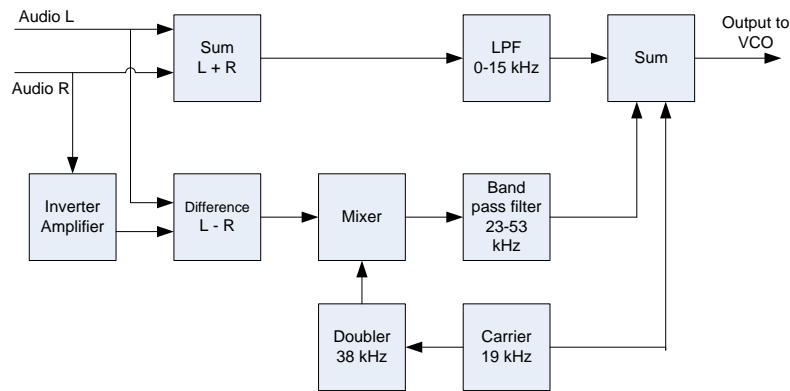 Audio L
Audio R
Sum
L + R
LPF
0-15 kHz
Sum
Output to
VCO
Inverter
Amplifier
Difference
L - R
Mixer
Band
pass filter
23-53
kHz
Doubler
38 kHz
Carrier
19 kHz